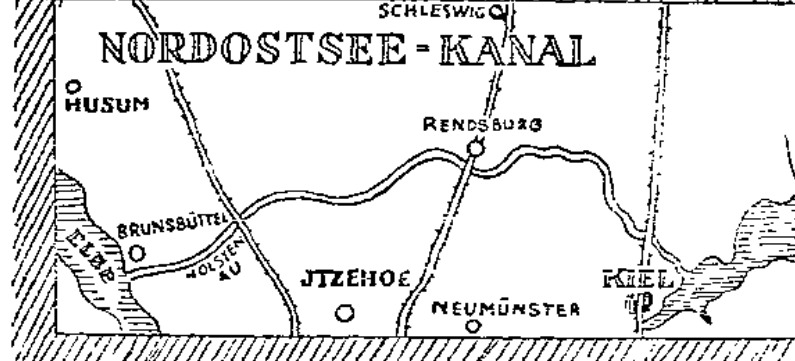 SCHLESWIG
NORDOSTSEE=KANAL
HUSUM
RENDSBURG
BRUNSBÜTTEL
ELBE
HOLSTEN
AU
JTZEHOE
KIEL
NEUMÜNSTER